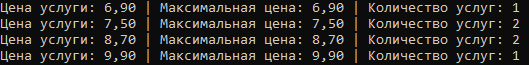 Цена услуги: 6,90 | Максимальная цена: 6,90 | Количество услуг: 1
Цена услуги: 7,50 | Максимальная цена: 7,50 | Количество услуг: 2
Цена услуги: 8,70 | Максимальная цена: 8,70 | Количество услуг: 2
Цена услуги: 9,90 | Максимальная цена: 9,90 | Количество услуг: 1